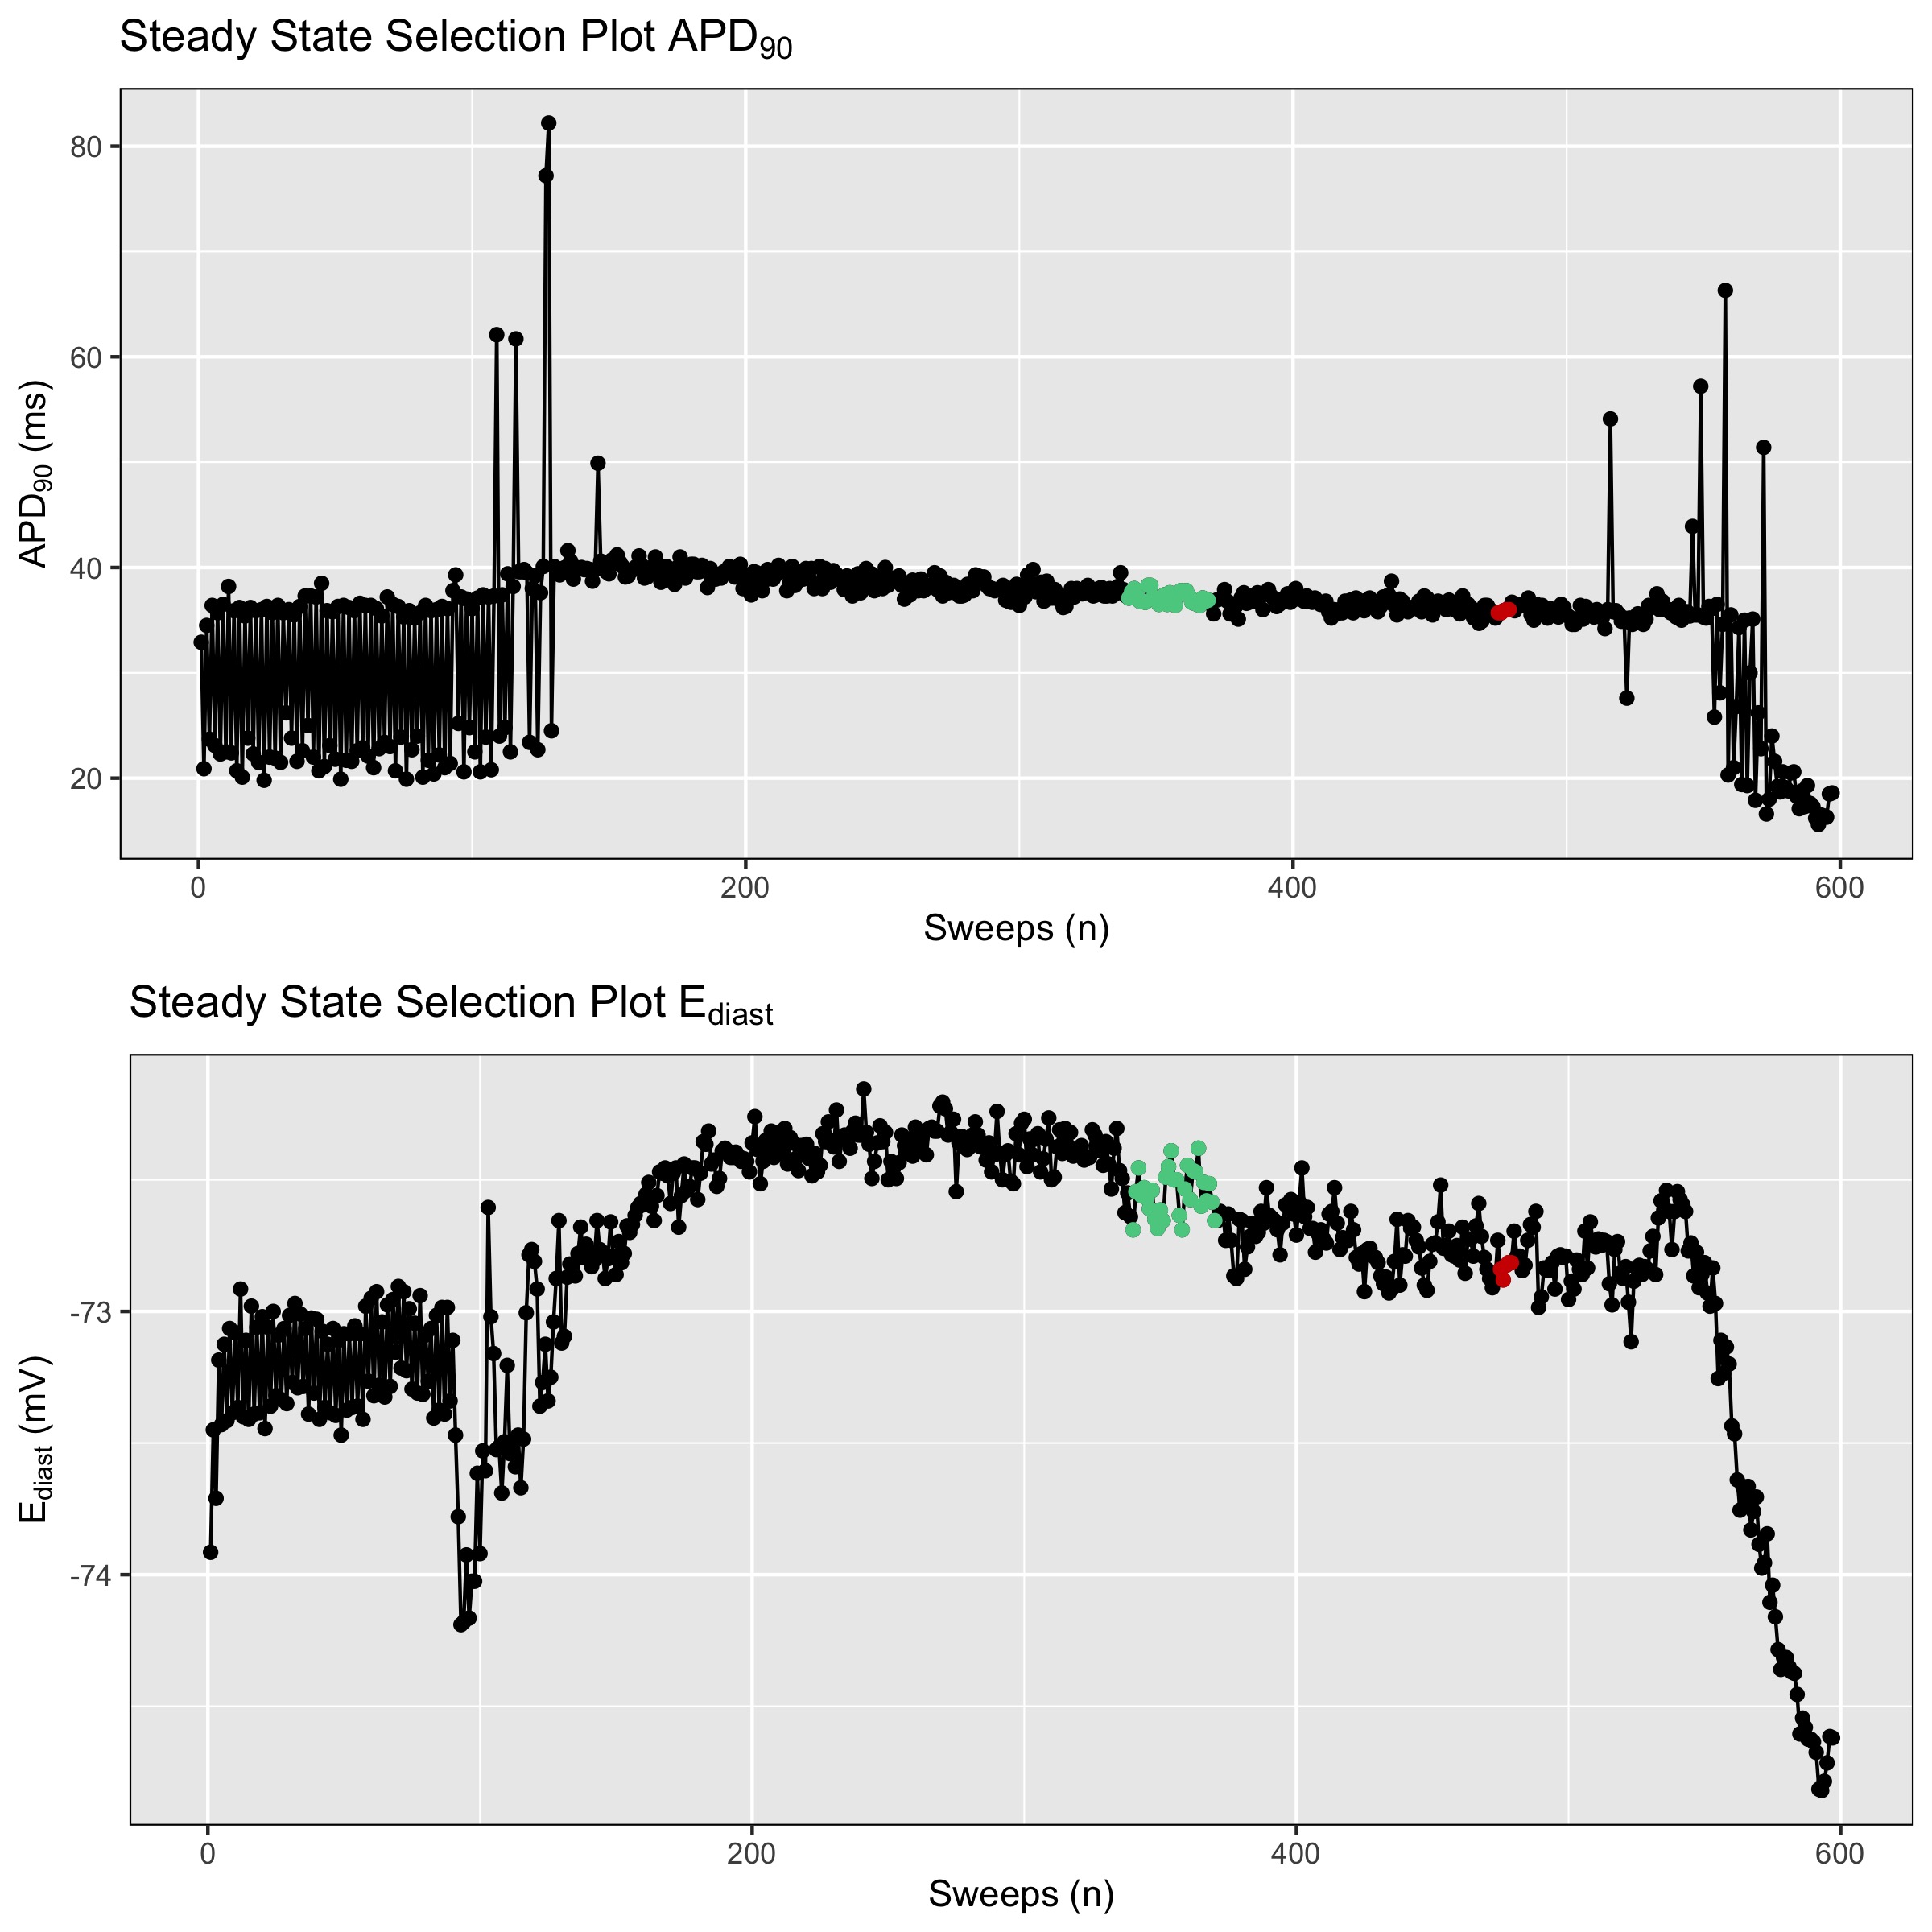 Steady State Selection Plot APD90
80
60
40
20
APD90 (ms)
0 200 400 600
Sweeps (n)
Steady State Selection Plot Ediast
-73
-74
Ediast (mV)
0 200 400 600
Sweeps (n)